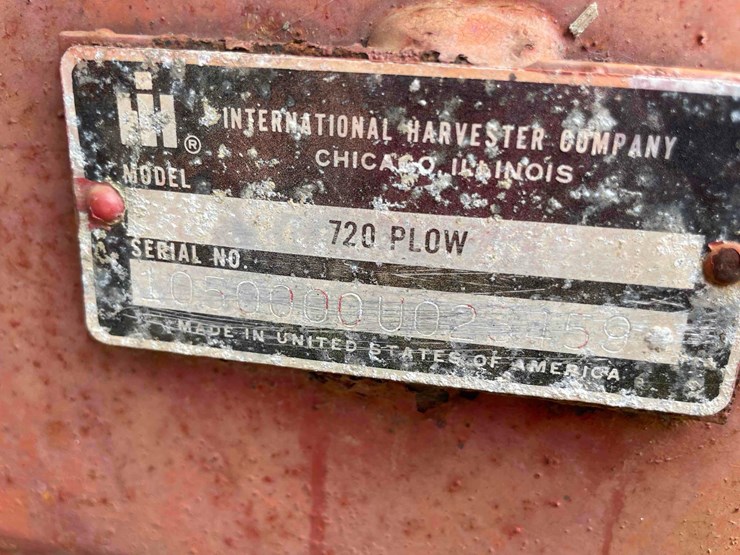 IH ®
INTERNATIONAL HARVESTER COMPANY
CHICAGO, ILLINOIS
MODEL
720 PLOW
SERIAL NO.
MADE IN UNITED STATES OF AMERICA